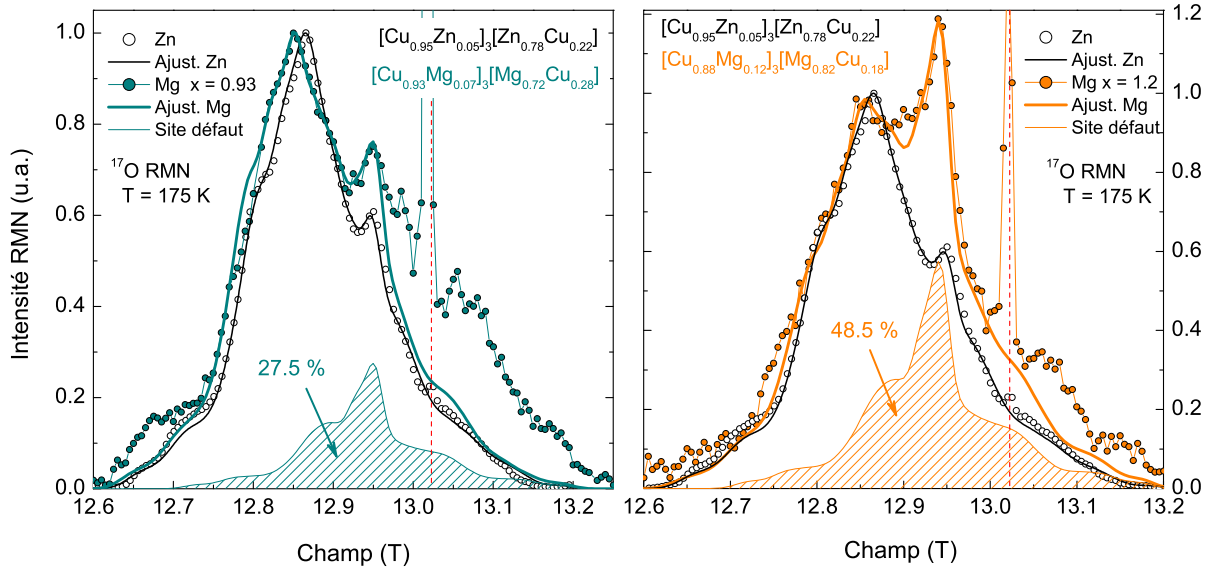 Intensité RMN (u.a.)
1.0
0.8
0.6
0.4
0.2
0.0
Zn
Ajust. Zn
Mg x = 0.93
Ajust. Mg
Site défaut
17O RMN
T = 175 K
[Cu0.95Zn0.05]3[Zn0.78Cu0.22]
[Cu0.93Mg0.07]3[Mg0.72Cu0.28]
27.5 %
12.6 12.7 12.8 12.9 13.0 13.1 13.2
Champ (T)
[Cu0.95Zn0.05]3[Zn0.78Cu0.22]
[Cu0.88Mg0.12]3[Mg0.82Cu0.18]
Zn
Ajust. Zn
Mg x = 1.2
Ajust. Mg
Site défaut
17O RMN
T = 175 K
48.5 %
1.2
1.0
0.8
0.6
0.4
0.2
0.0
12.6 12.7 12.8 12.9 13.0 13.1 13.2
Champ (T)